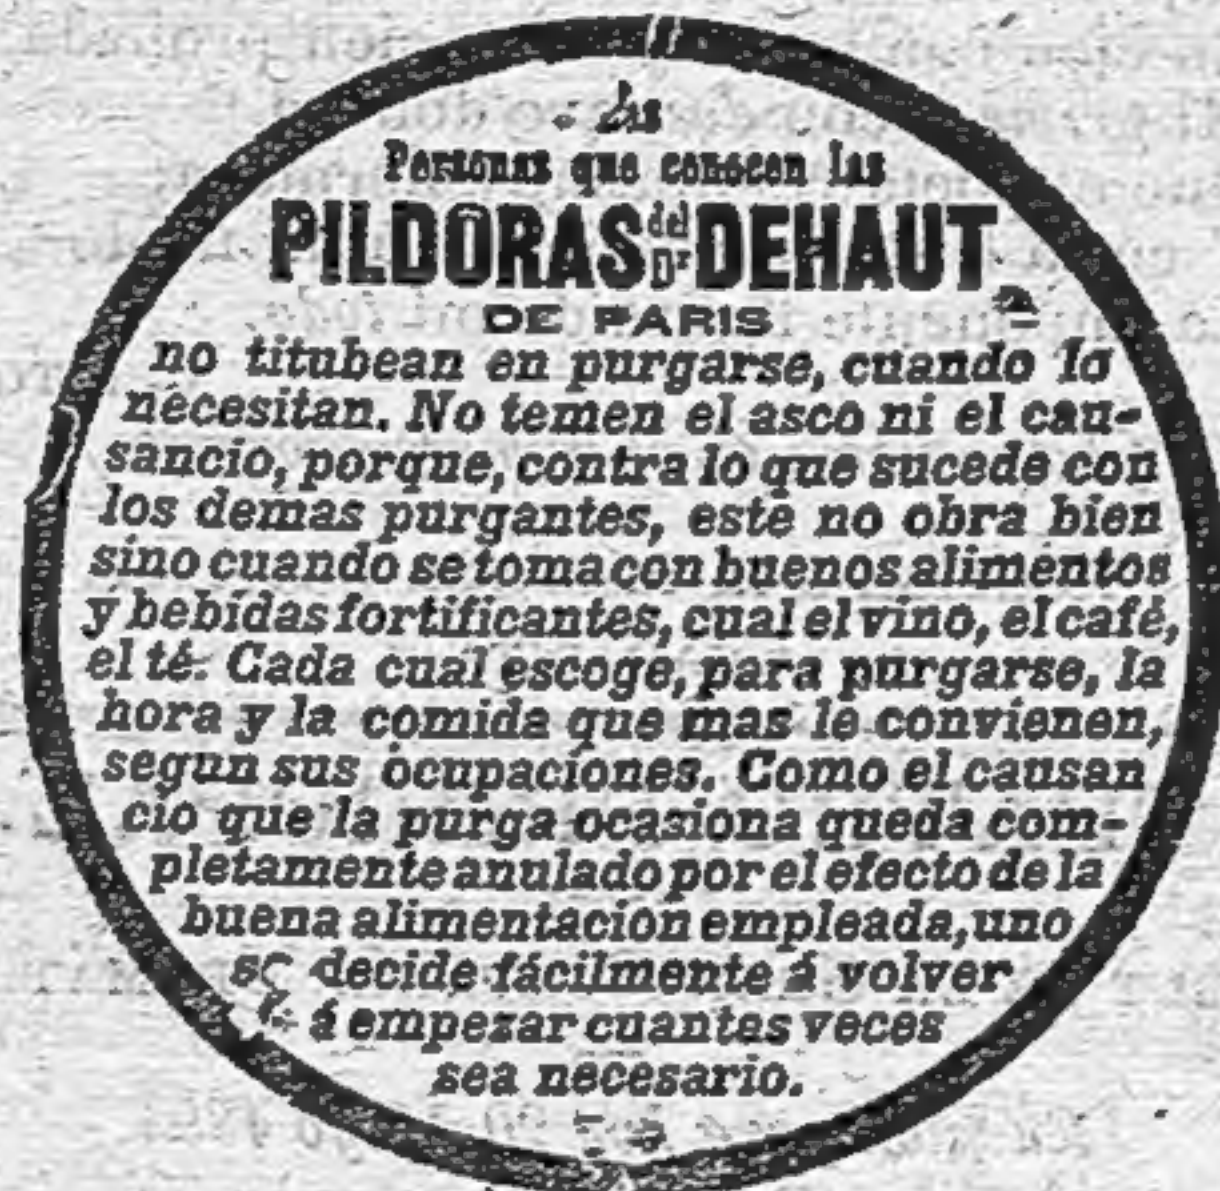 Las
Personas que conocen las
PILDORAS del Dr DEHAUT
DE PARIS
no titubean en purgarse, cuando lo
necesitan. No temen el asco ni el cau-
sancio, porque, contra lo que sucede con
los demas purgantes, este no obra bien
sino cuando se toma con buenos alimentos
y bebidas fortificantes, cual el vino, el café,
el té. Cada cual escoge, para purgarse, la
hora y la comida que mas le convienen,
segun sus ocupaciones. Como el causan
cio que la purga ocasiona queda com-
pletamente anulado por el efecto de la
buena alimentacion empleada, uno
se decide fácilmente á volver
á empezar cuantas veces
sea necesario.